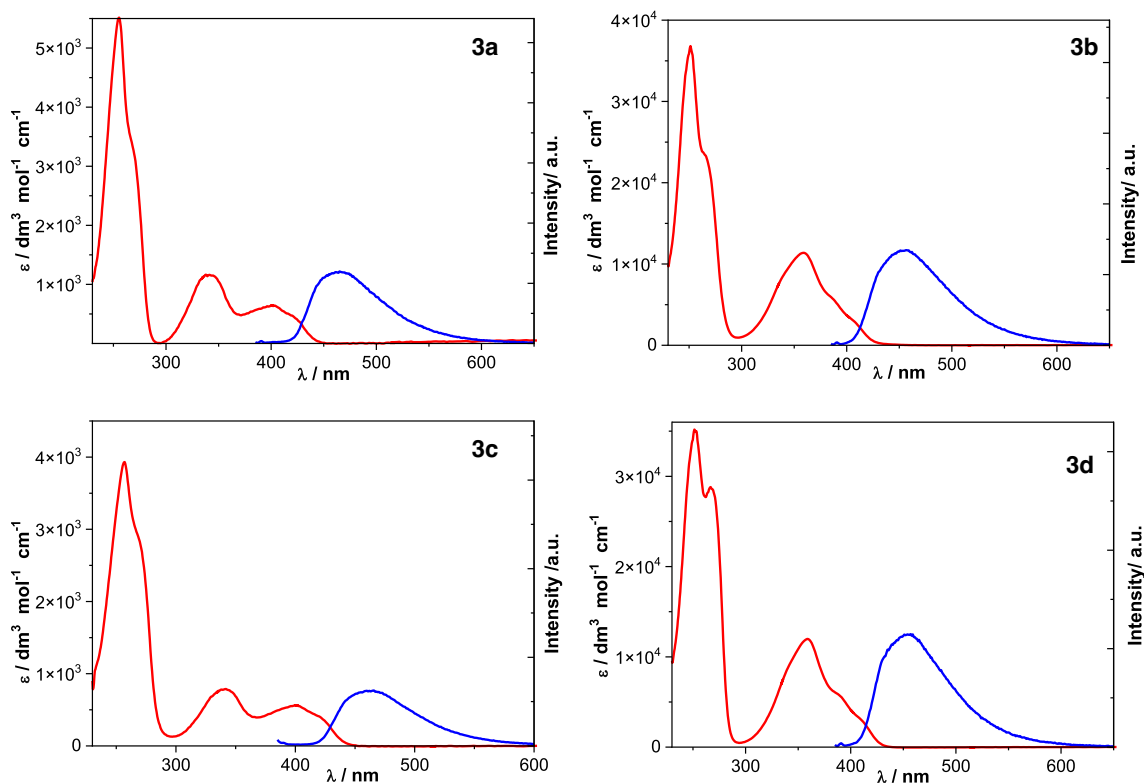 3a
5×10³
4×10³
3×10³
2×10³
1×10³
300 400 500 600
λ / nm
ε / dm³ mol⁻¹ cm⁻¹
Intensity/ a.u.
3b
4×10⁴
3×10⁴
2×10⁴
1×10⁴
0
300 400 500 600
λ / nm
ε / dm³ mol⁻¹ cm⁻¹
Intensity/ a.u.
3c
4×10³
3×10³
2×10³
1×10³
0
300 400 500 600
λ / nm
ε / dm³ mol⁻¹ cm⁻¹
Intensity /a.u.
3d
3×10⁴
2×10⁴
1×10⁴
0
300 400 500 600
λ / nm
ε / dm³ mol⁻¹ cm⁻¹
Intensity/ a.u.